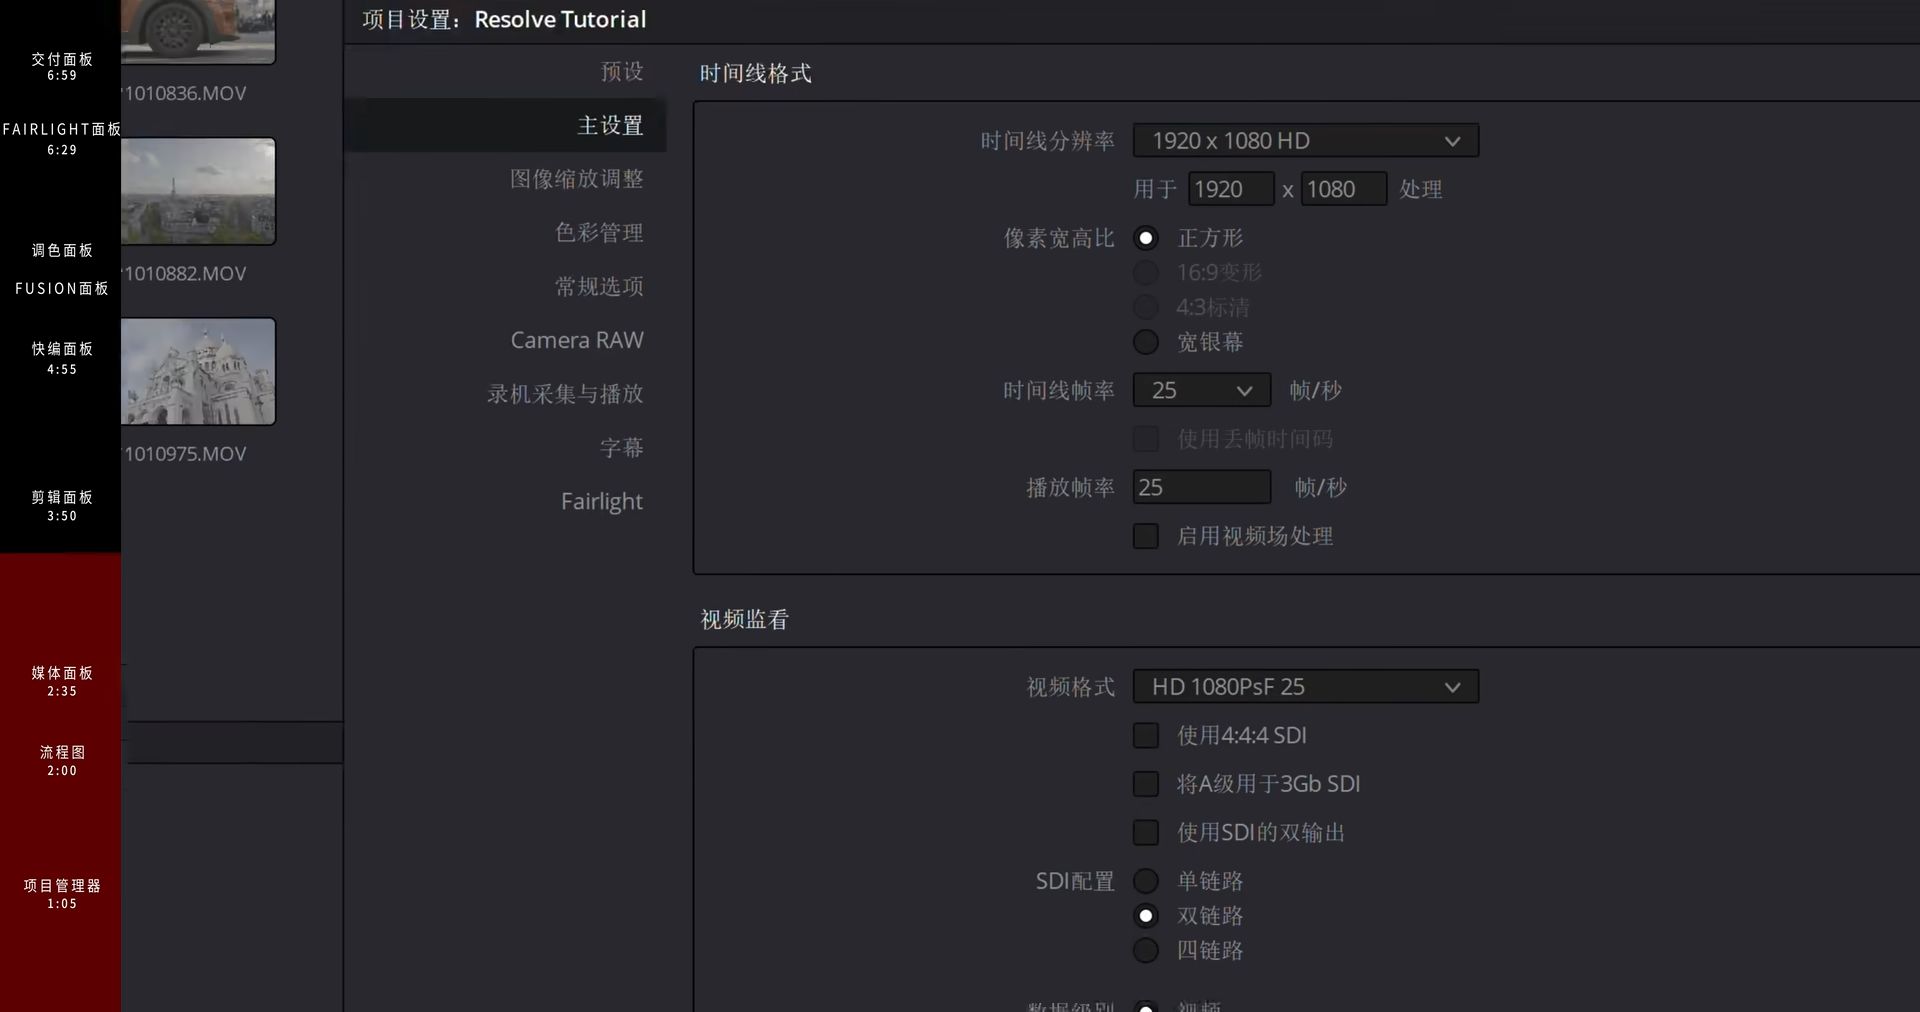 交付面板
6:59
FAIRLIGHT面板
6:29
调色面板
FUSION面板
快编面板
4:55
剪辑面板
3:50
媒体面板
2:35
流程图
2:00
项目管理器
1:05
1010836.MOV
1010882.MOV
1010975.MOV
项目设置：Resolve Tutorial
预设
主设置
图像缩放调整
色彩管理
常规选项
Camera RAW
录机采集与播放
字幕
Fairlight
时间线格式
时间线分辨率 1920 x 1080 HD
用于 1920 x 1080 处理
像素宽高比 正方形
16:9变形
4:3标清
宽银幕
时间线帧率 25 帧/秒
使用丢帧时间码
播放帧率 25 帧/秒
启用视频场处理
视频监看
视频格式 HD 1080PsF 25
使用4:4:4 SDI
将A级用于3Gb SDI
使用SDI的双输出
SDI配置 单链路
双链路
四链路
数据级别 视频